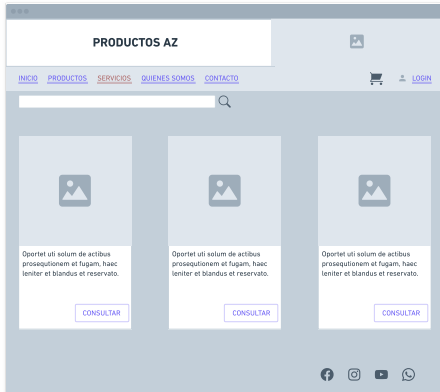 PRODUCTOS AZ
INICIO PRODUCTOS SERVICIOS QUIENES SOMOS CONTACTO LOGIN
Oportet uti solum de actibus
prosequtionem et fugam, haec
leniter et blandus et reservato.
CONSULTAR
Oportet uti solum de actibus
prosequtionem et fugam, haec
leniter et blandus et reservato.
CONSULTAR
Oportet uti solum de actibus
prosequtionem et fugam, haec
leniter et blandus et reservato.
CONSULTAR